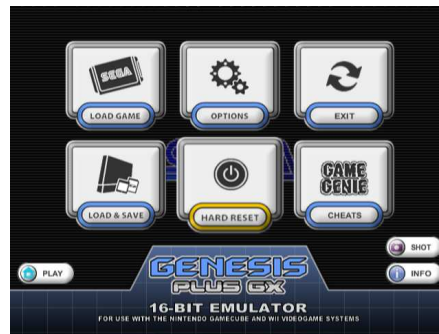 SEGA
LOAD GAME
OPTIONS
EXIT
LOAD & SAVE
HARD RESET
GAME
GENIE
CHEATS
SHOT
PLAY
INFO
GENESIS
PLUS GX
16-BIT EMULATOR
FOR USE WITH THE NINTENDO GAMECUBE AND WII VIDEOGAME SYSTEMS